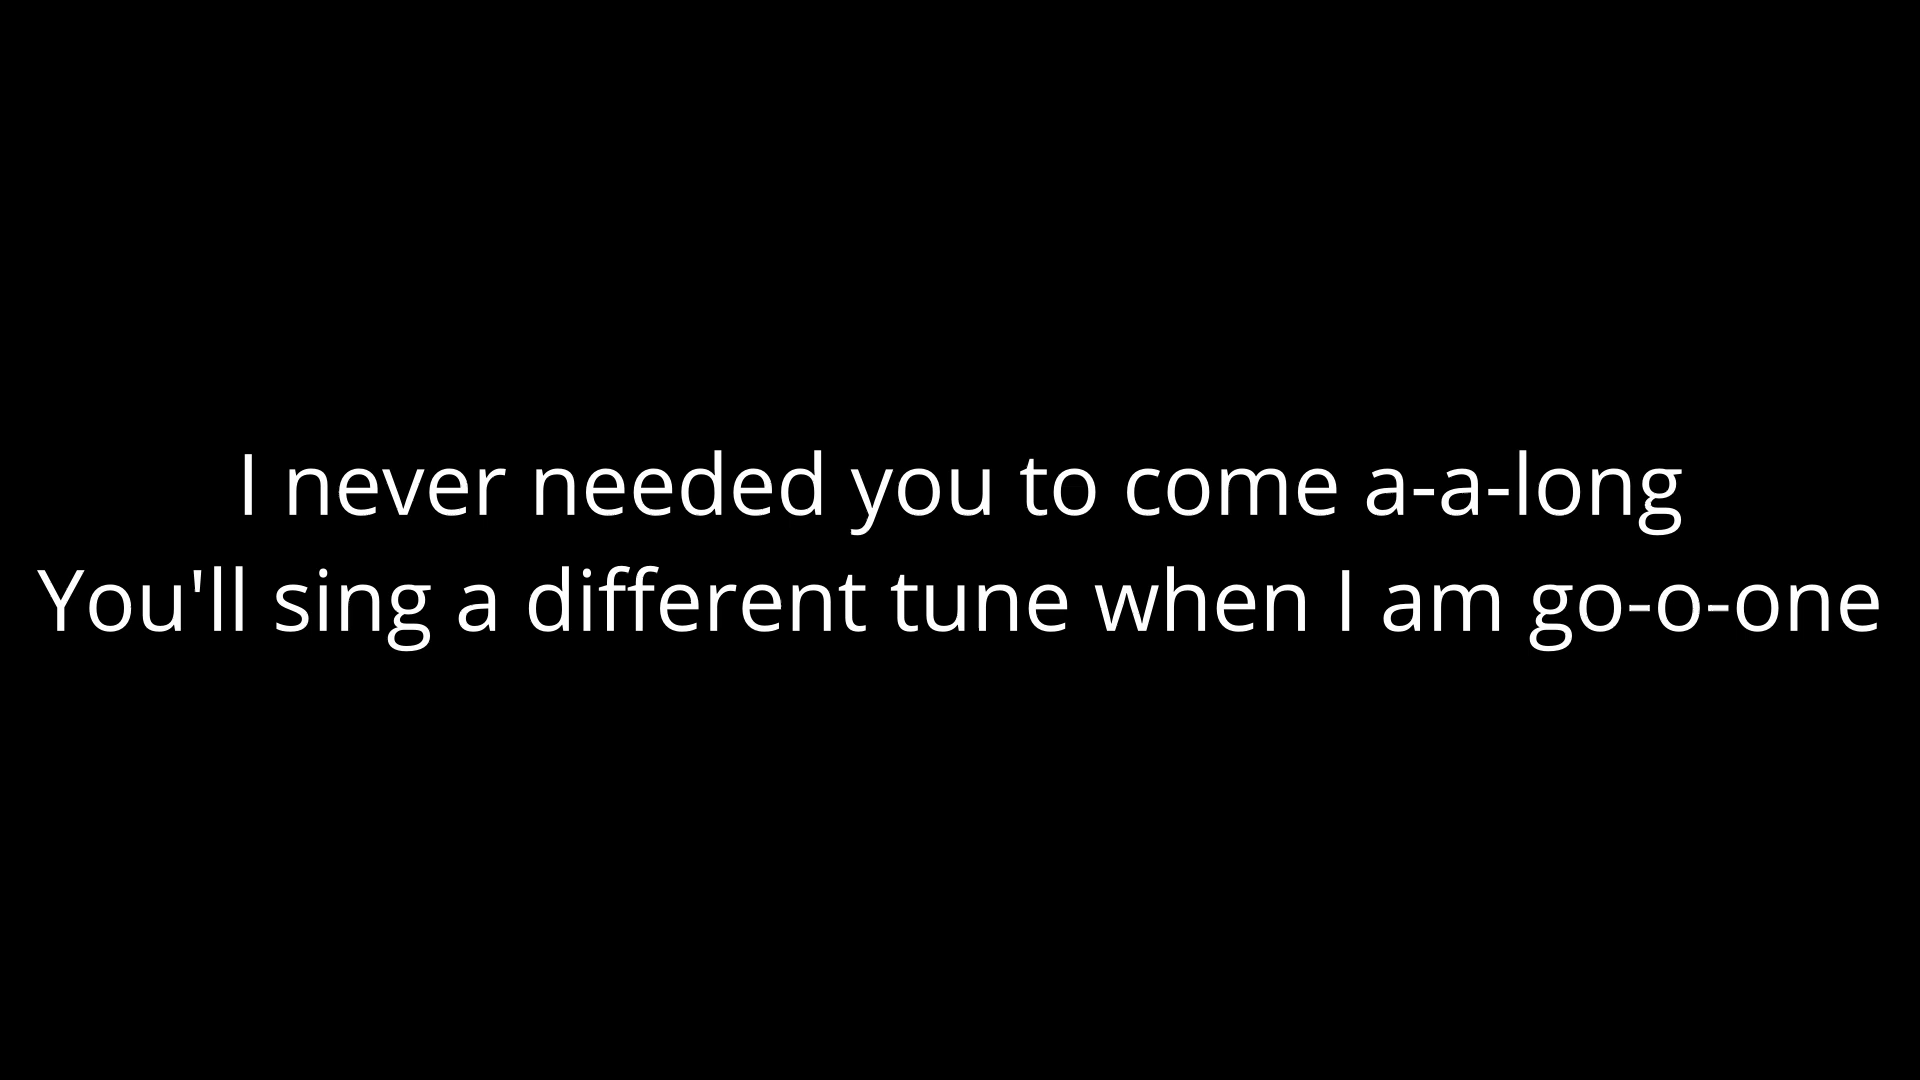 I never needed you to come a-a-long
You'll sing a different tune when I am go-o-one